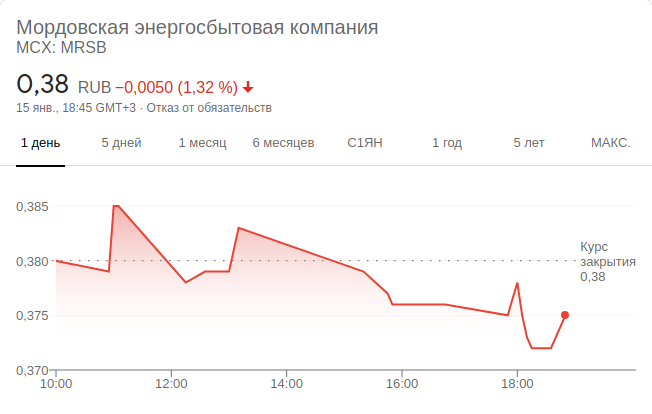 Мордовская энергосбытовая компания
MCX: MRSB
0,38 RUB −0,0050 (1,32 %)
15 янв., 18:45 GMT+3 · Отказ от обязательств
1 день 5 дней 1 месяц 6 месяцев С1ЯН 1 год 5 лет МАКС.
0,385
Курс
0,380 закрытия
0,38
0,375
0,370
10:00 12:00 14:00 16:00 18:00